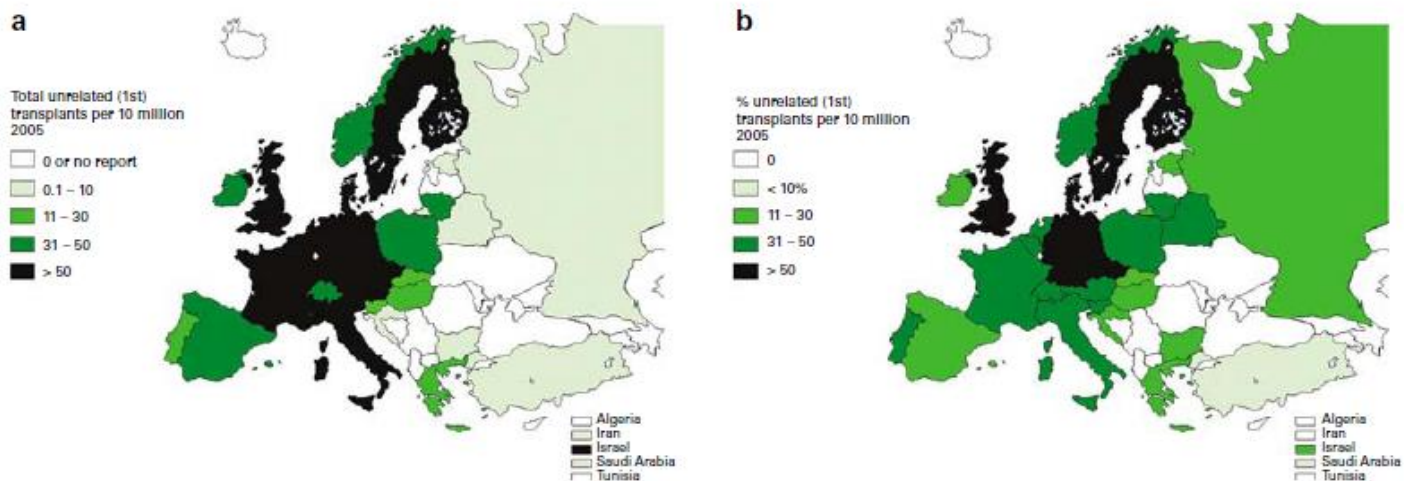 a
Total unrelated (1st)
transplants per 10 million
2005
0 or no report
0.1 – 10
11 – 30
31 – 50
> 50
Algeria
Iran
Israel
Saudi Arabia
Tunisia
b
% unrelated (1st)
transplants per 10 million
2005
0
< 10%
11 – 30
31 – 50
> 50
Algeria
Iran
Israel
Saudi Arabia
Tunisia